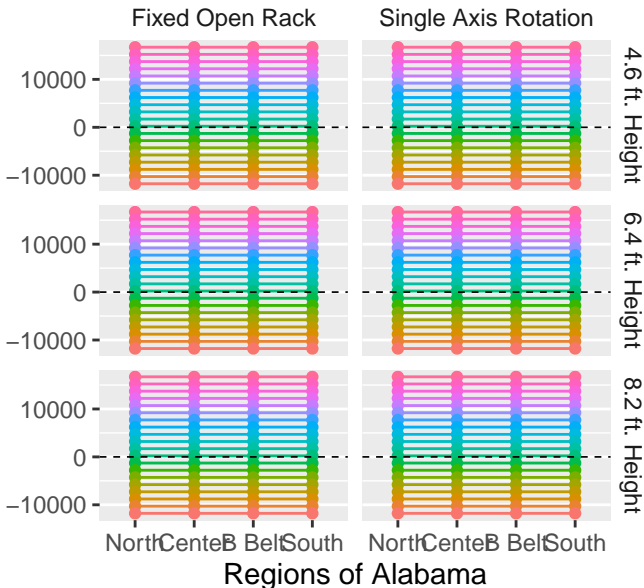 Fixed Open Rack Single Axis Rotation
10000
0
−10000
4.6 ft. Height
10000
0
−10000
6.4 ft. Height
10000
0
−10000
8.2 ft. Height
North Center B Belt South North Center B Belt South
Regions of Alabama